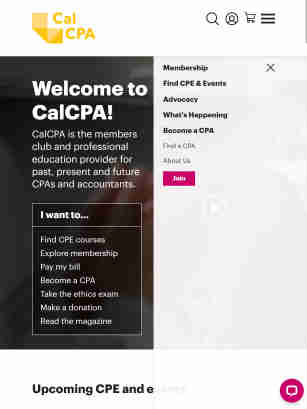 Cal
CPA
Membership
Find CPE & Events
Advocacy
What's Happening
Become a CPA
Find a CPA
About Us
Join
Welcome to
CalCPA!
CalCPA is the members
club and professional
education provider for
past, present and future
CPAs and accountants.
I want to...
Find CPE courses
Explore membership
Pay my bill
Become a CPA
Take the ethics exam
Make a donation
Read the magazine
Upcoming CPE and events